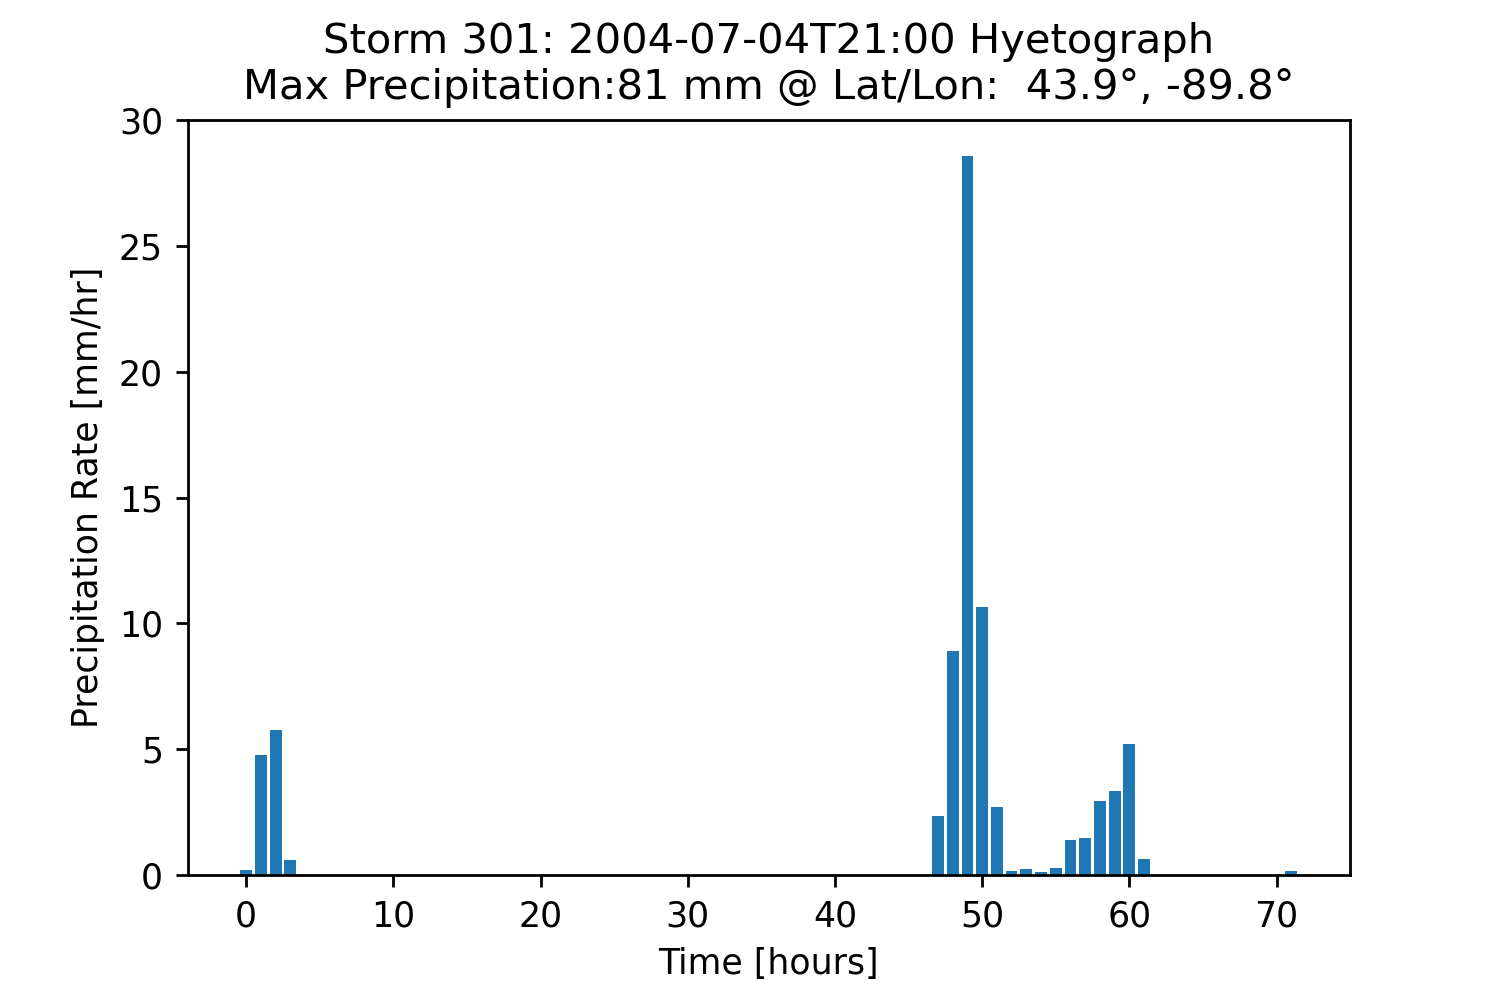 Storm 301: 2004-07-04T21:00 Hyetograph
Max Precipitation:81 mm @ Lat/Lon:  43.9°, -89.8°
30
25
20
15
10
5
0
Precipitation Rate [mm/hr]
0 10 20 30 40 50 60 70
Time [hours]